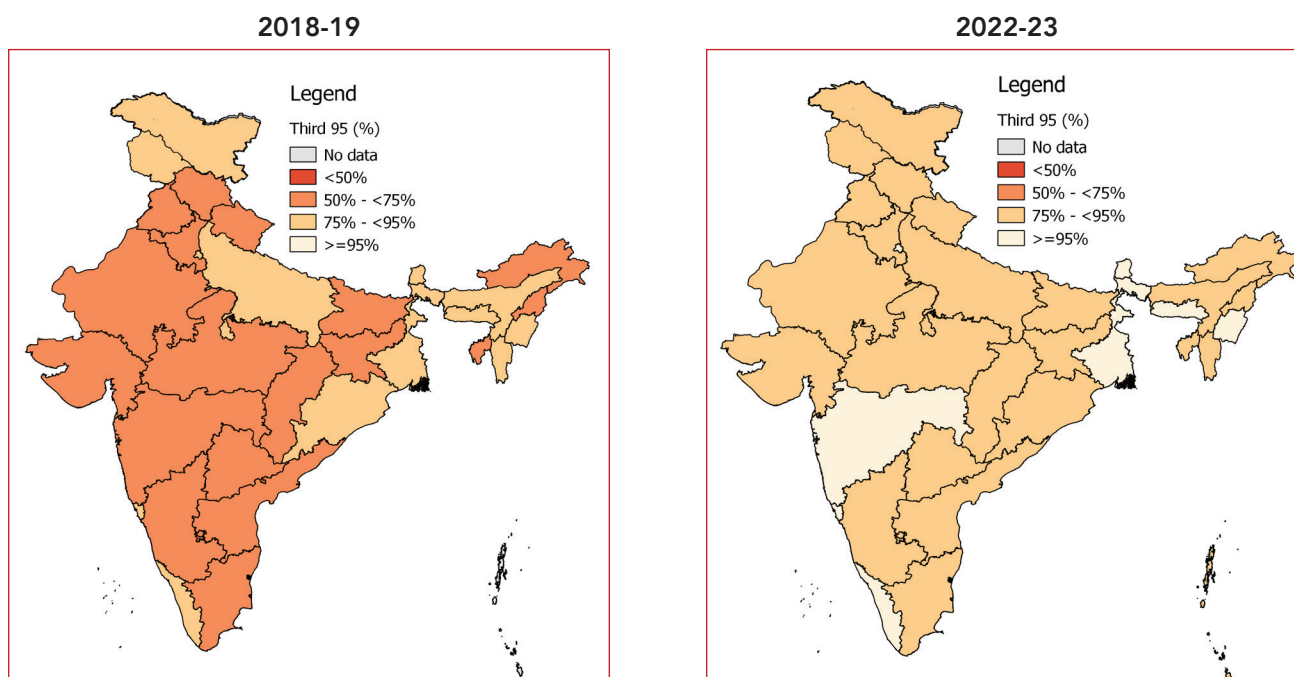 2018-19
Legend
Third 95 (%)
No data
<50%
50% - <75%
75% - <95%
>=95%
2022-23
Legend
Third 95 (%)
No data
<50%
50% - <75%
75% - <95%
>=95%